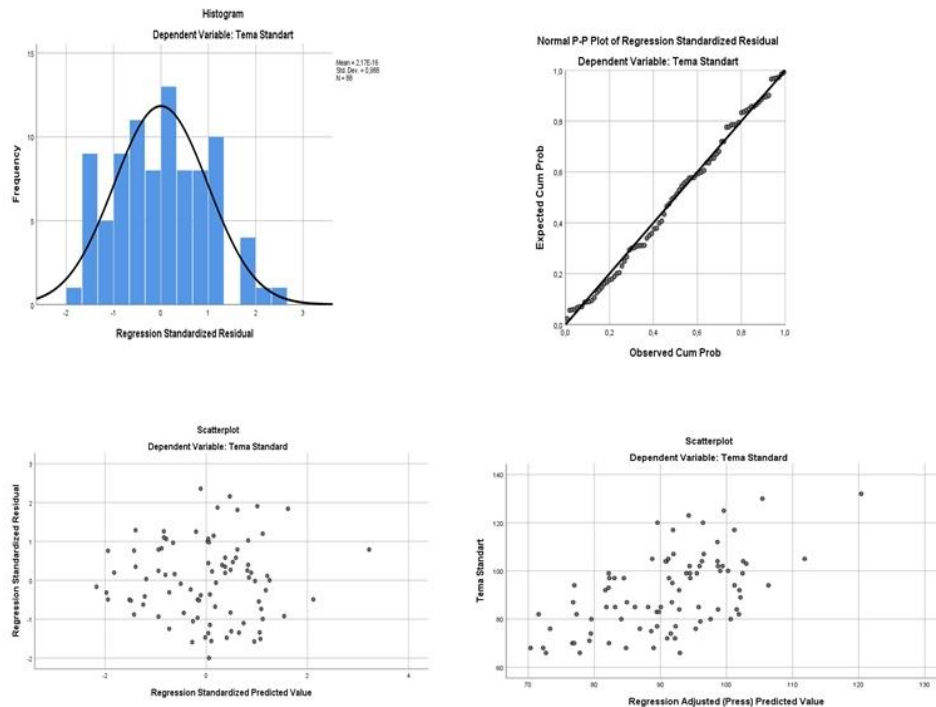 Histogram
Dependent Variable: Tema Standart
Mean = 2,17E-16
Std. Dev. = 0,988
N = 88
15
10
5
0
-2
-1
0
1
2
3
Frequency
Regression Standardized Residual
Normal P-P Plot of Regression Standardized Residual
Dependent Variable: Tema Standart
1,0
0,8
0,6
0,4
0,2
0,0
0,0
0,2
0,4
0,6
0,8
1,0
Expected Cum Prob
Observed Cum Prob
Scatterplot
Dependent Variable: Tema Standard
3
2
1
0
-1
-2
-2
0
2
4
Regression Standardized Residual
Regression Standardized Predicted Value
Scatterplot
Dependent Variable: Tema Standard
140
120
100
80
60
70
80
90
100
110
120
130
Tema Standart
Regression Adjusted (Press) Predicted Value